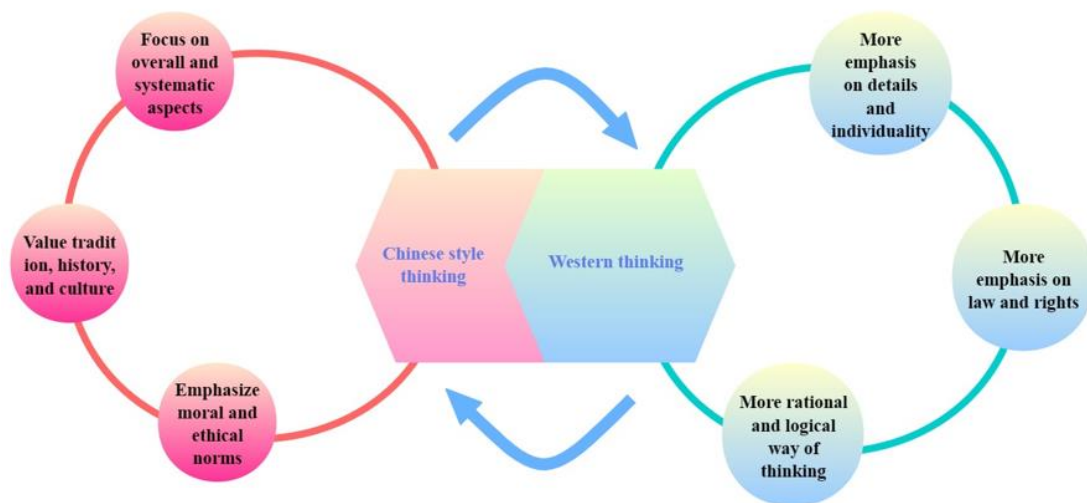 Focus on
overall and
systematic
aspects
Value tradit
ion, history,
and culture
Emphasize
moral and
ethical
norms
Chinese style
thinking
Western thinking
More
emphasis
on details
and
individuality
More
emphasis on
law and rights
More rational
and logical
way of
thinking